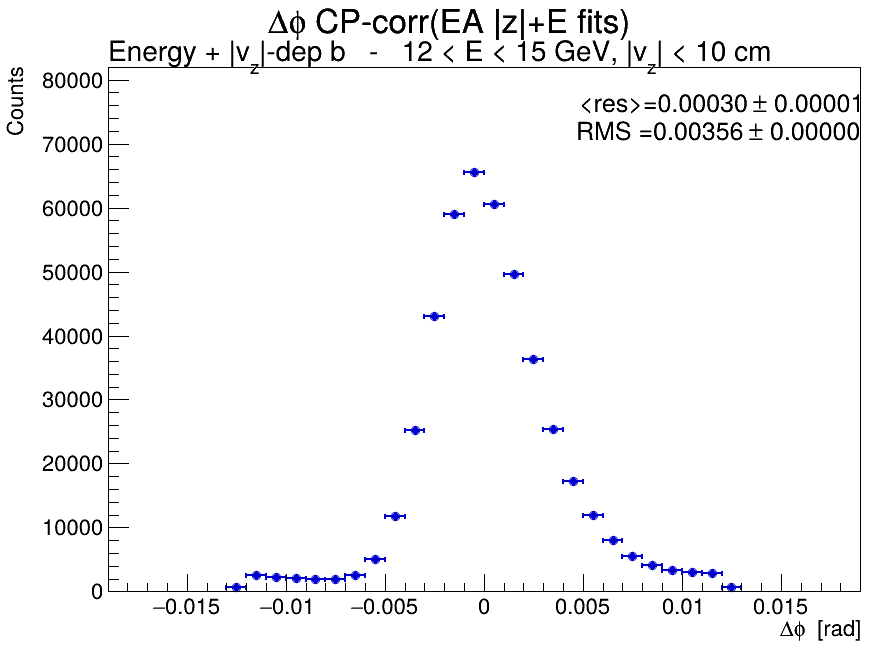 Δϕ CP-corr(EA |z|+E fits)
Energy + |v_z|-dep b - 12 < E < 15 GeV, |v_z| < 10 cm
<res>=0.00030 ± 0.00001
RMS =0.00356 ± 0.00000
Counts
80000
70000
60000
50000
40000
30000
20000
10000
0
−0.015 −0.01 −0.005 0 0.005 0.01 0.015
Δϕ [rad]